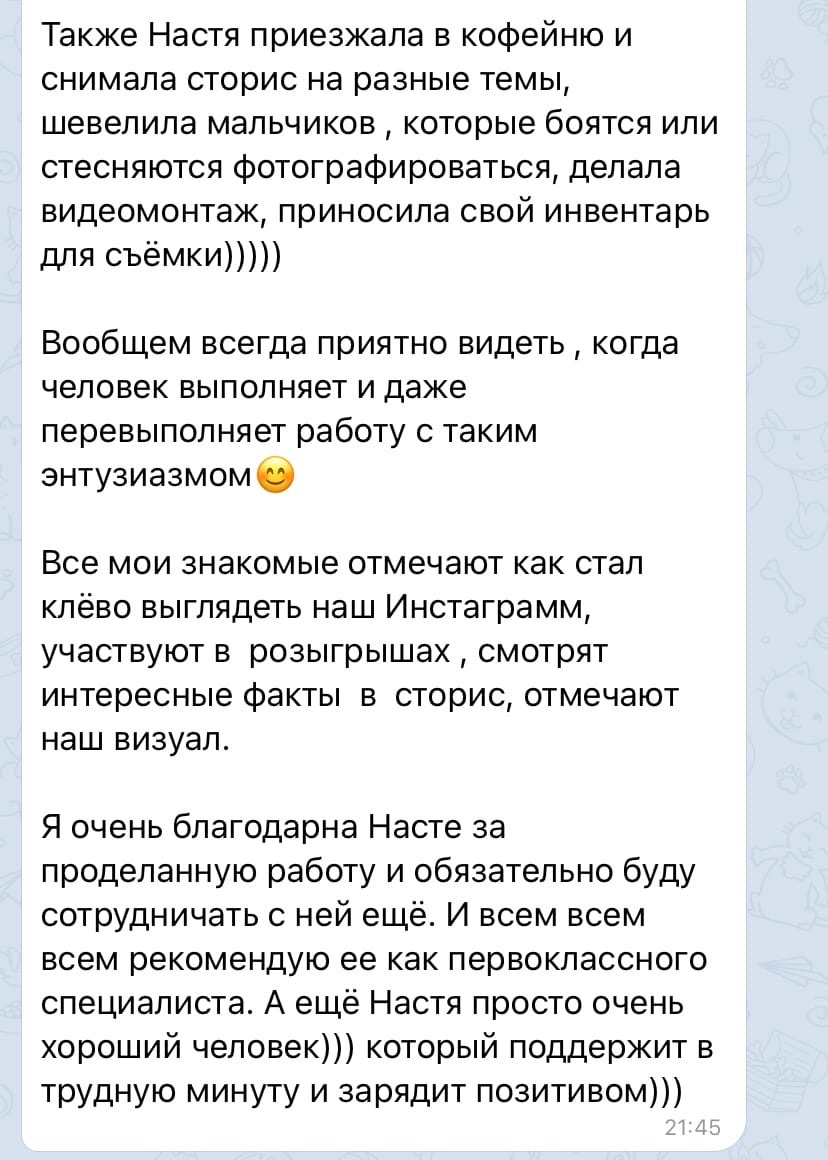 Также Настя приезжала в кофейню и
снимала сторис на разные темы,
шевелила мальчиков , которые боятся или
стесняются фотографироваться, делала
видеомонтаж, приносила свой инвентарь
для съёмки)))))
Вообщем всегда приятно видеть , когда
человек выполняет и даже
перевыполняет работу с таким
энтузиазмом😊
Все мои знакомые отмечают как стал
клёво выглядеть наш Инстаграмм,
участвуют в  розыгрышах , смотрят
интересные факты  в  сторис, отмечают
наш визуал.
Я очень благодарна Насте за
проделанную работу и обязательно буду
сотрудничать с ней ещё. И всем всем
всем рекомендую ее как первоклассного
специалиста. А ещё Настя просто очень
хороший человек))) который поддержит в
трудную минуту и зарядит позитивом)))
21:45